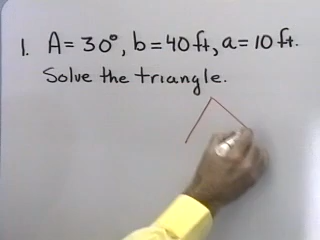 1. A = 30°, b = 40 ft, a = 10 ft.
Solve the triangle.